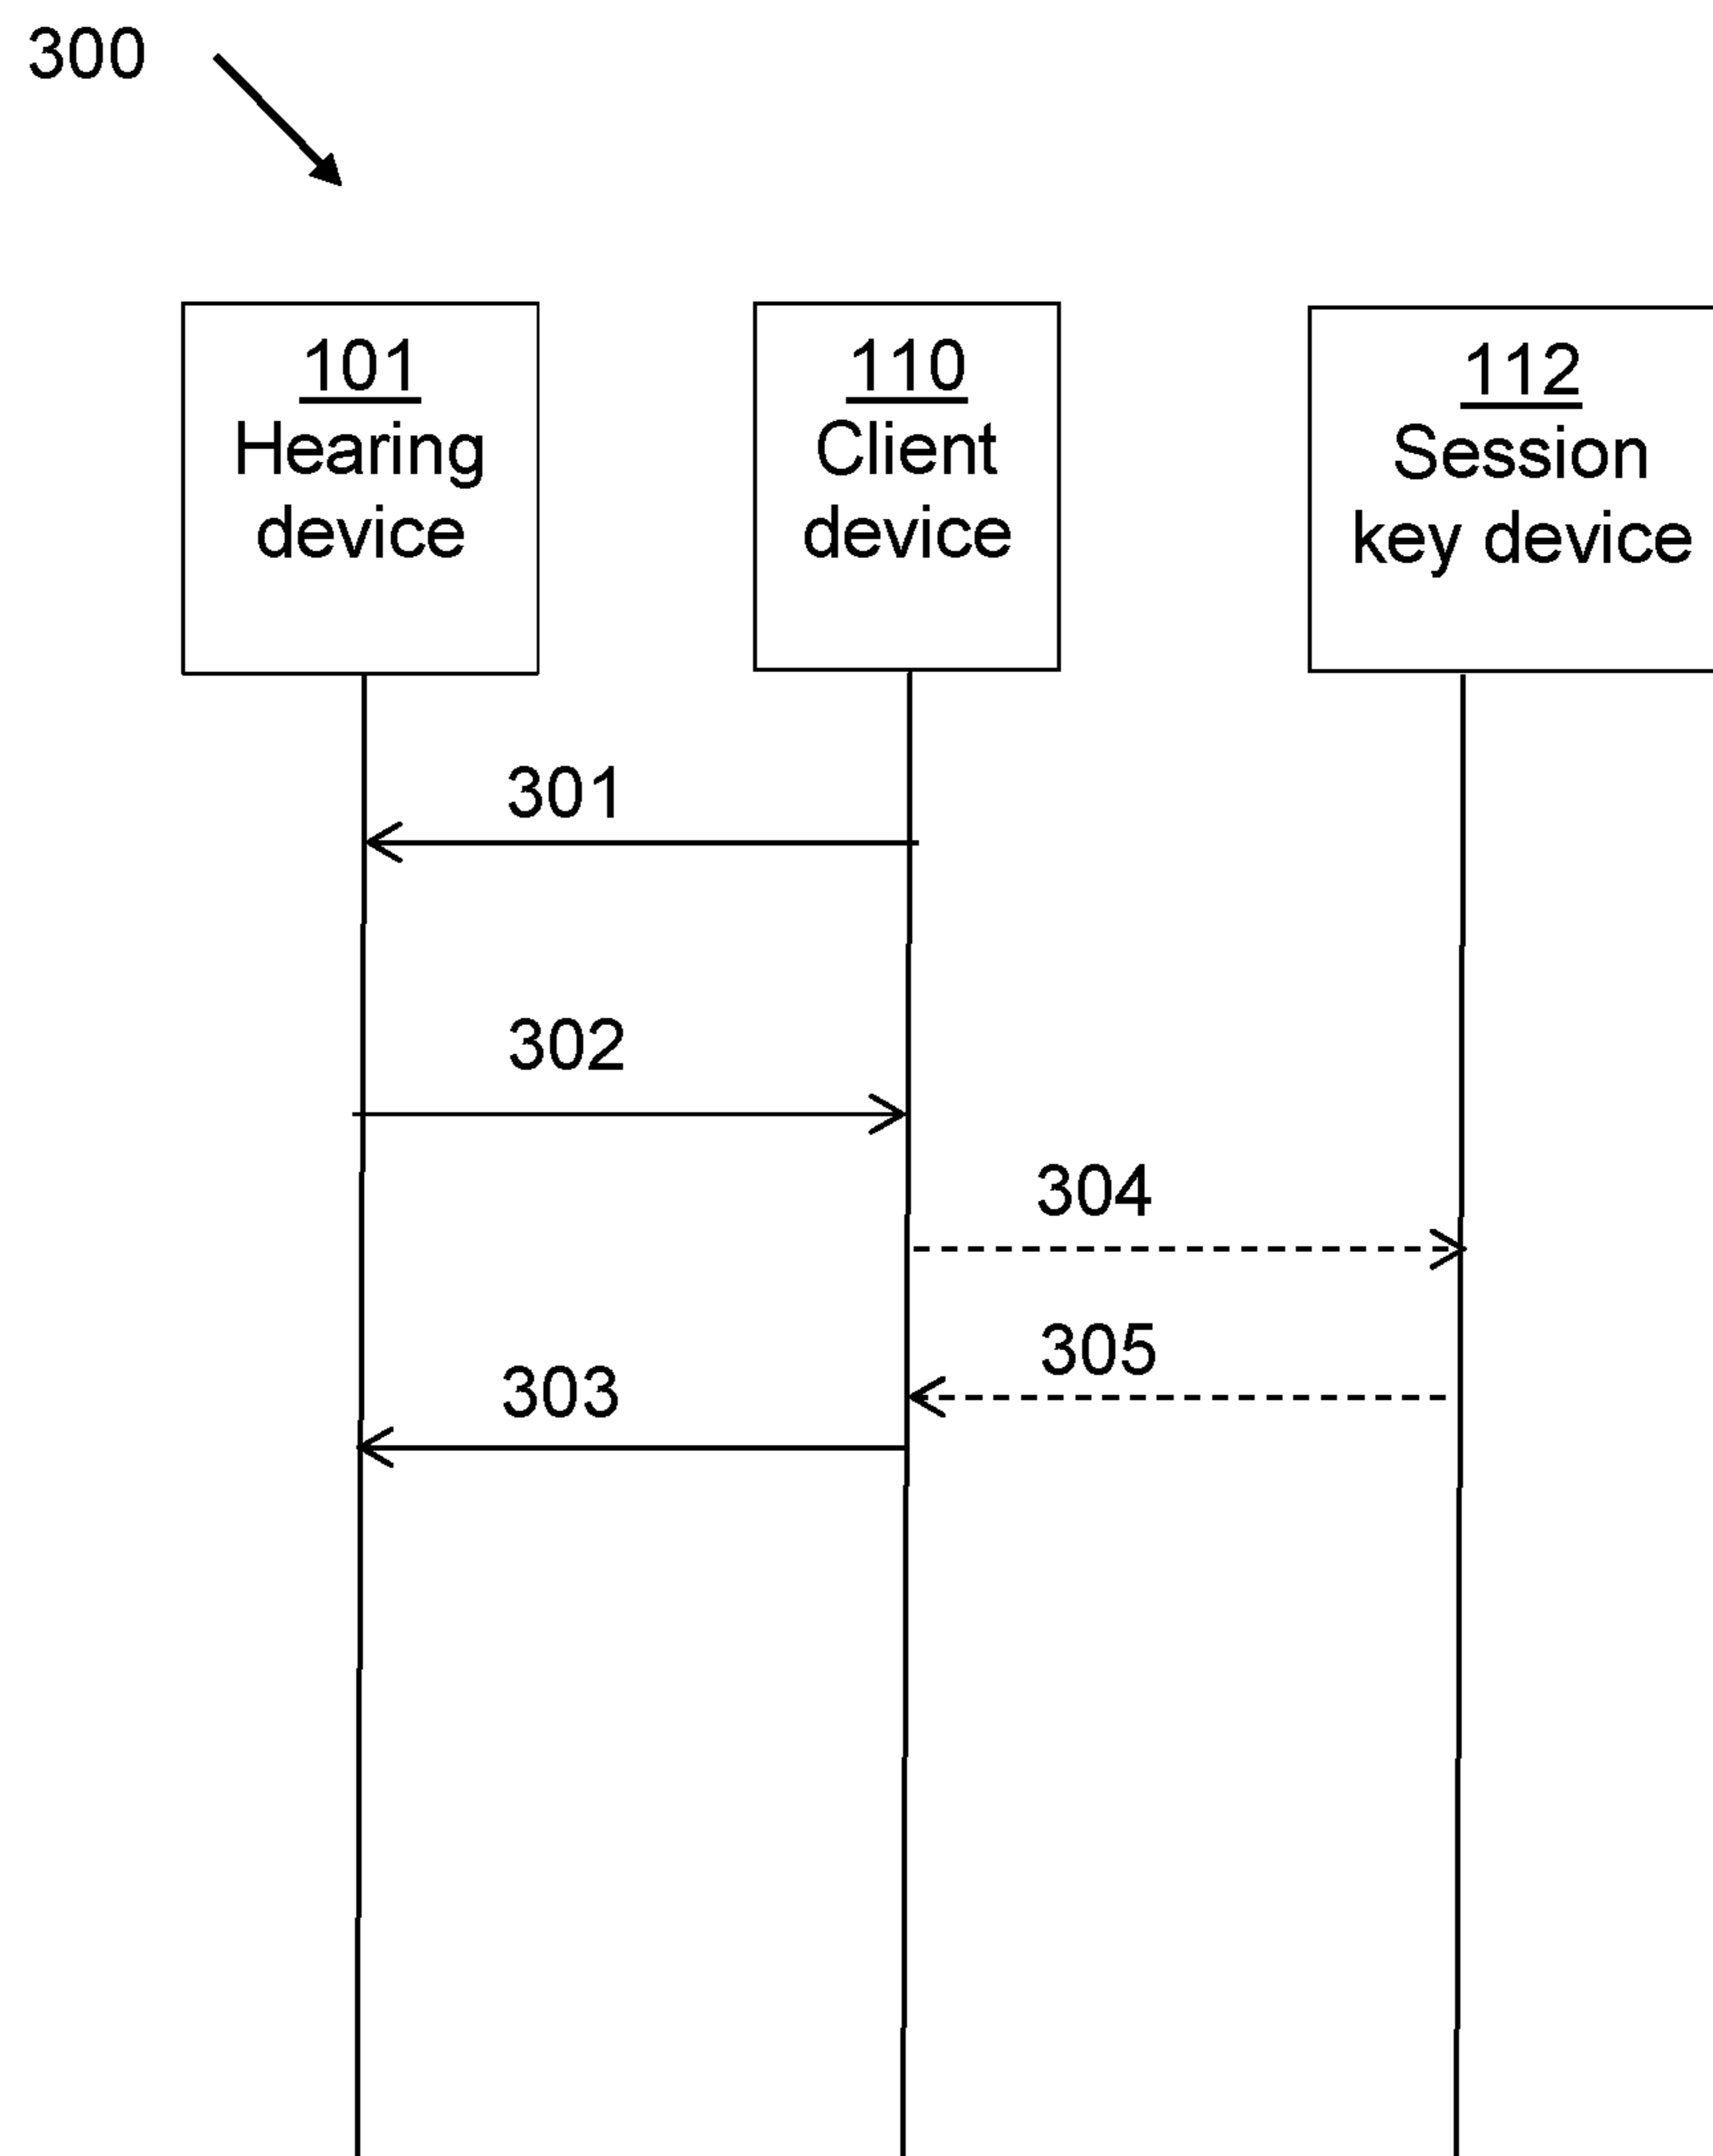 300
101
Hearing
device
110
Client
device
112
Session
key device
301
302
304
305
303